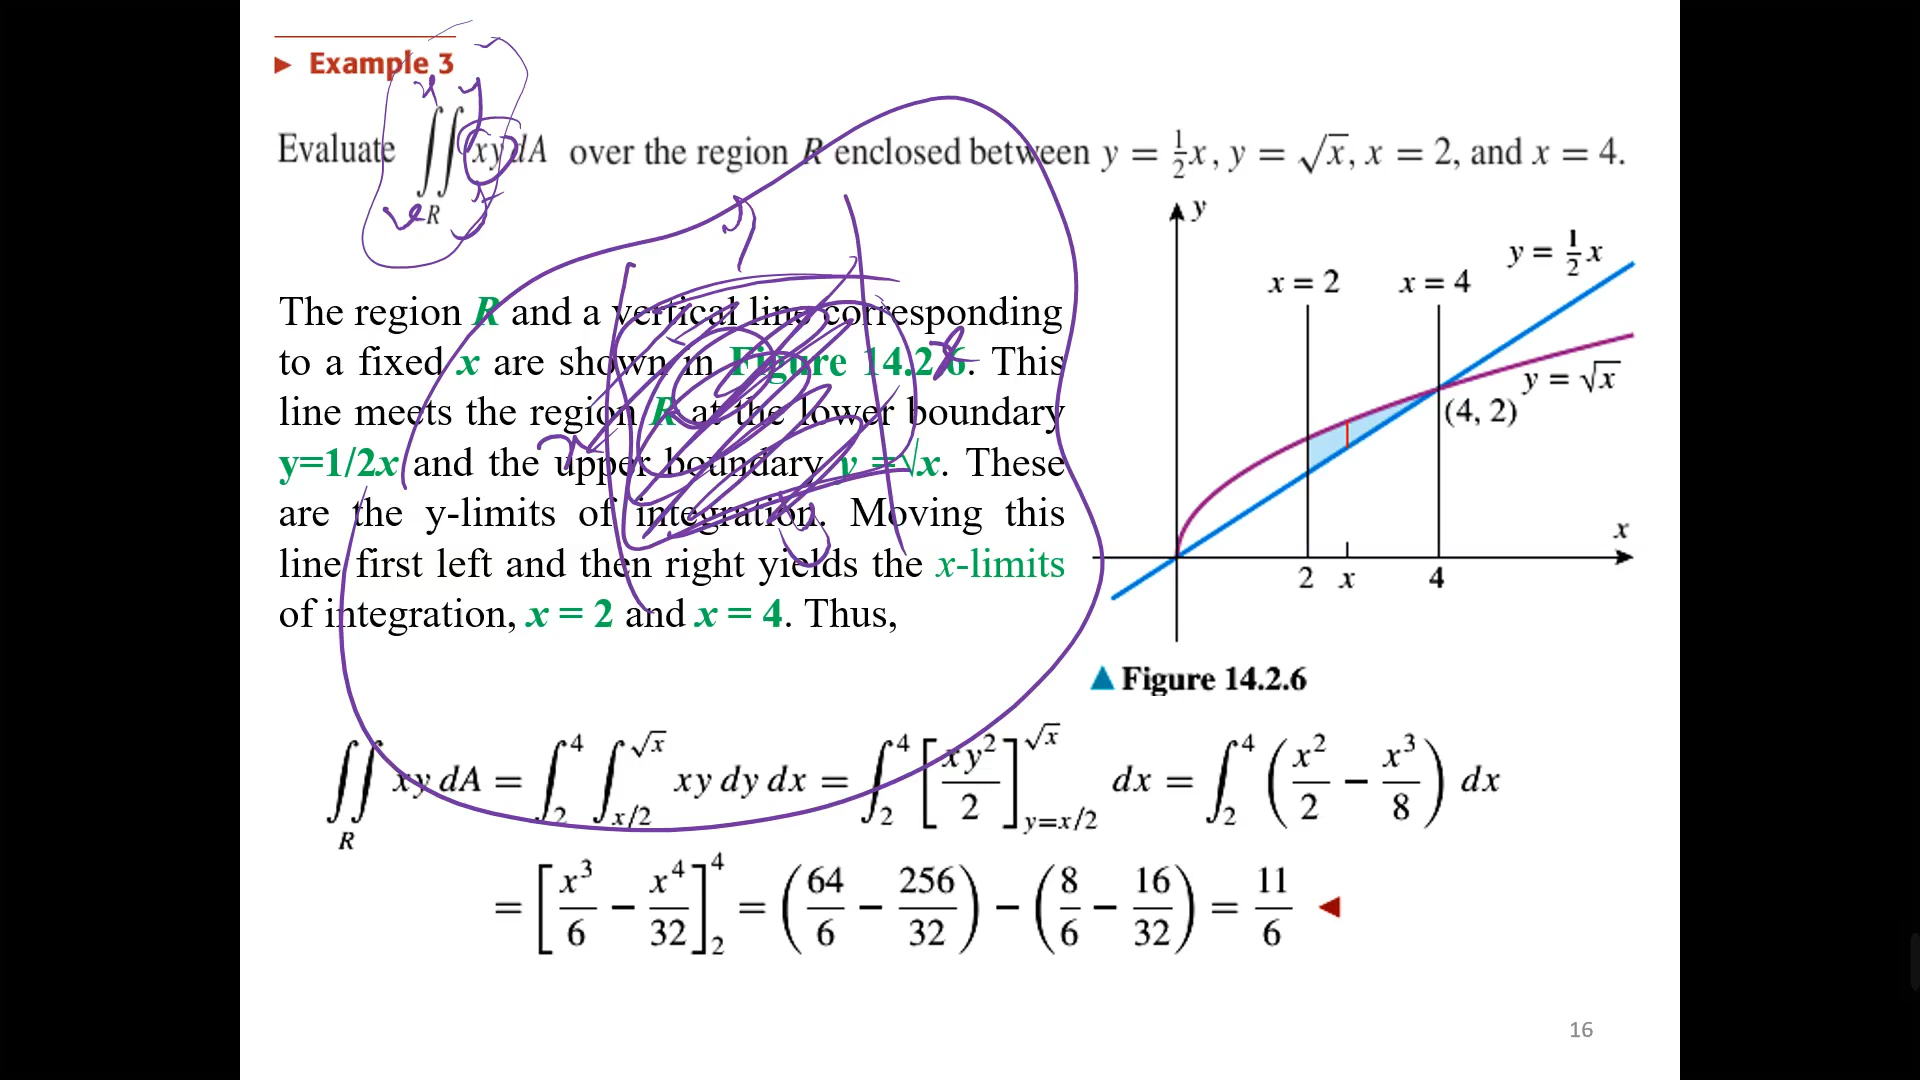 ► Example 3
Evaluate ∬_R xy dA over the region R enclosed between y = ½x, y = √x, x = 2, and x = 4.
The region R and a vertical line corresponding
to a fixed x are shown in Figure 14.2.6. This
line meets the region R at the lower boundary
y=1/2x and the upper boundary y =√x. These
are the y-limits of integration. Moving this
line first left and then right yields the x-limits
of integration, x = 2 and x = 4. Thus,
y
y = ½x
x = 2
x = 4
y = √x
(4, 2)
x
2 x 4
▲ Figure 14.2.6
∬_R xy dA = ∫_2^4 ∫_{x/2}^{√x} xy dy dx = ∫_2^4 [xy²/2]_{y=x/2}^{√x} dx = ∫_2^4 (x²/2 − x³/8) dx
= [x³/6 − x⁴/32]_2^4 = (64/6 − 256/32) − (8/6 − 16/32) = 11/6 ◄
16